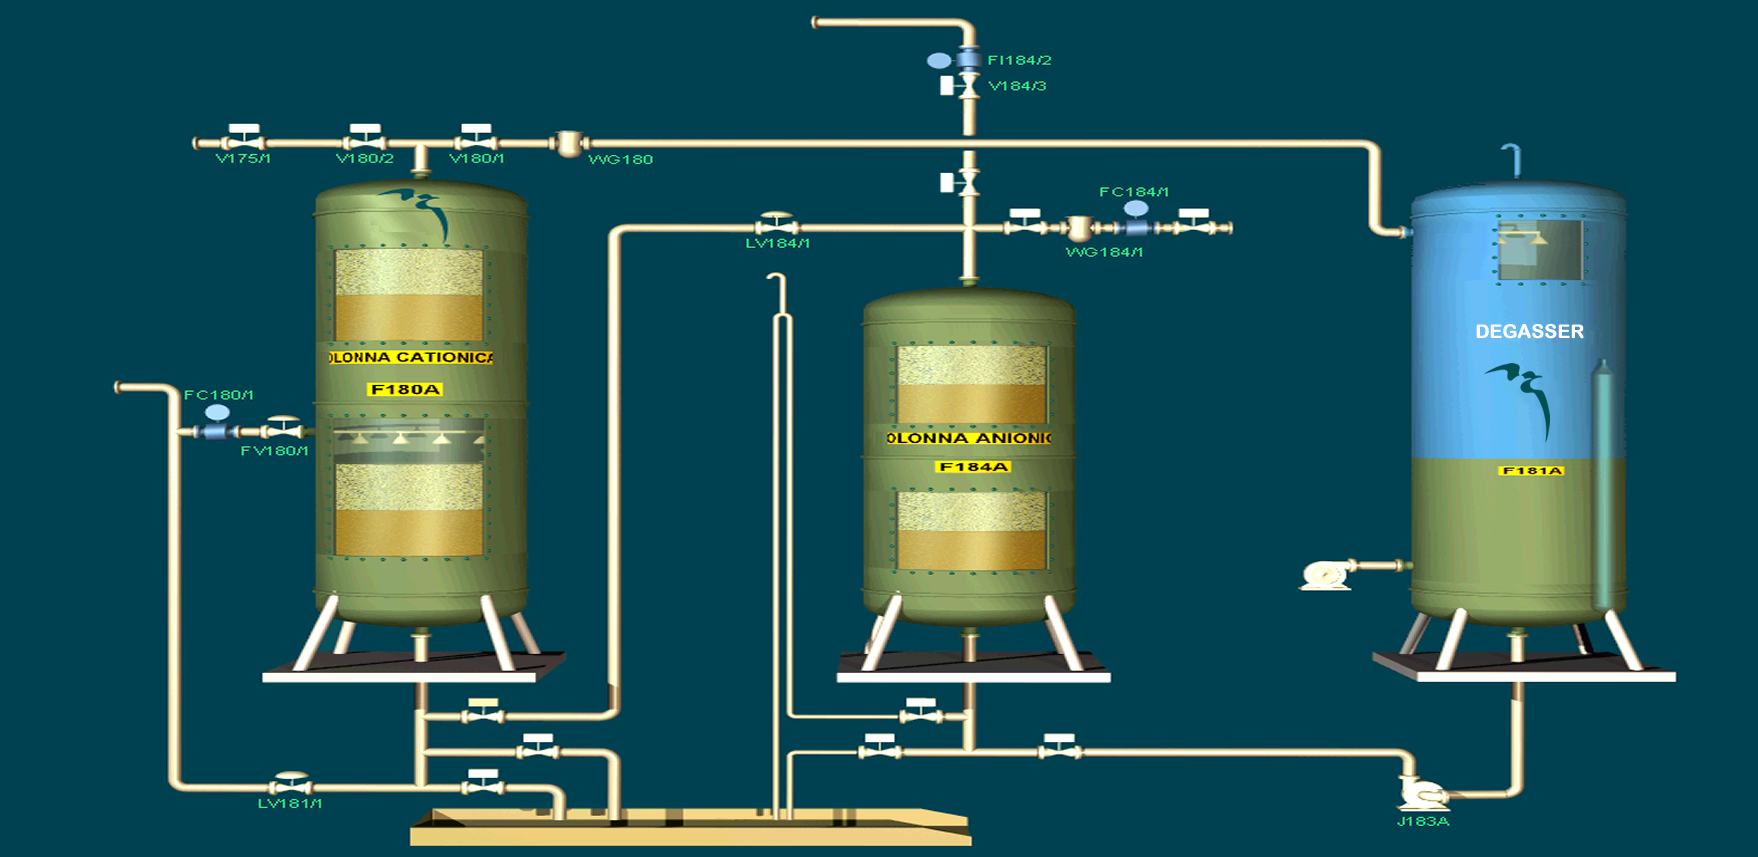 FI184/2
V184/3
V175/1
V180/2
V180/1
WG180
FC184/1
LV184/1
WG184/1
DEGASSER
OLONNA CATIONICA
F180A
FC180/1
FV180/1
OLONNA ANIONIC
F184A
F181A
LV181/1
J183A